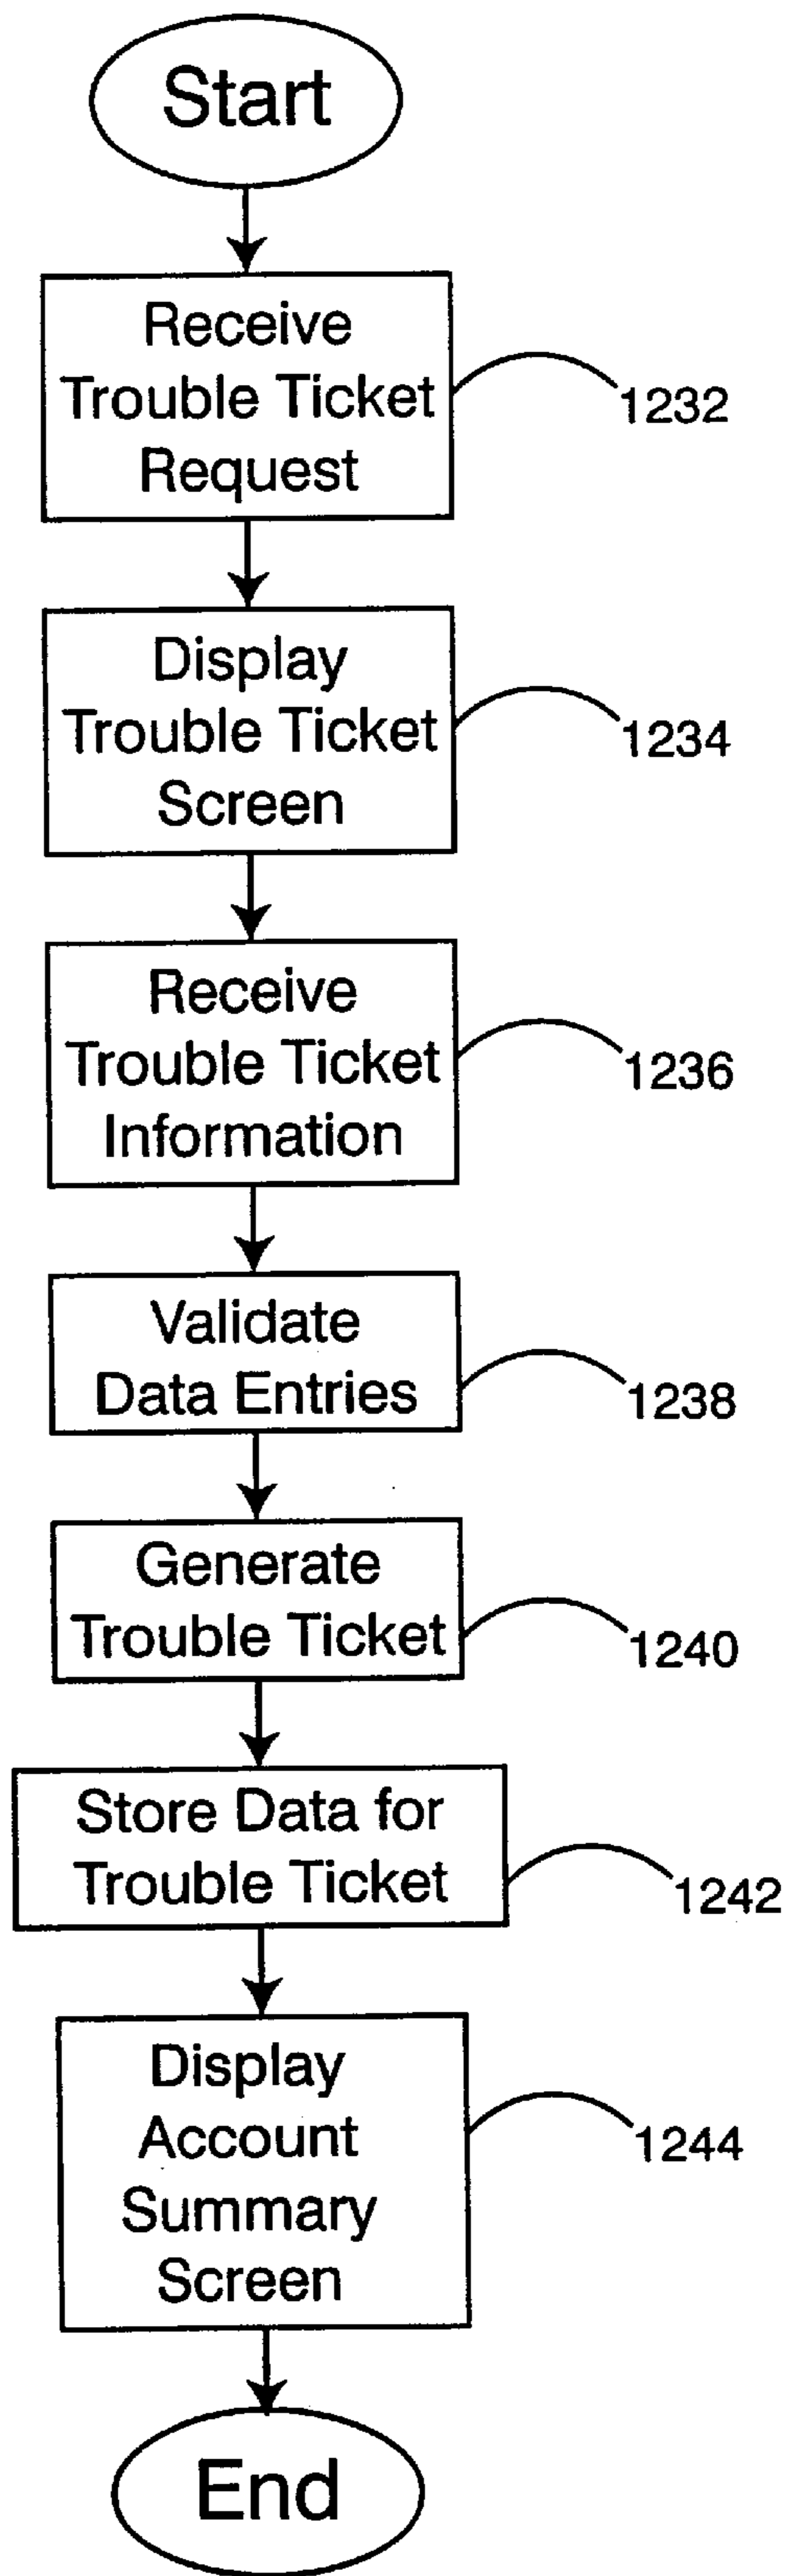 Start
Receive
Trouble Ticket
Request
1232
Display
Trouble Ticket
Screen
1234
Receive
Trouble Ticket
Information
1236
Validate
Data Entries
1238
Generate
Trouble Ticket
1240
Store Data for
Trouble Ticket
1242
Display
Account
Summary
Screen
1244
End